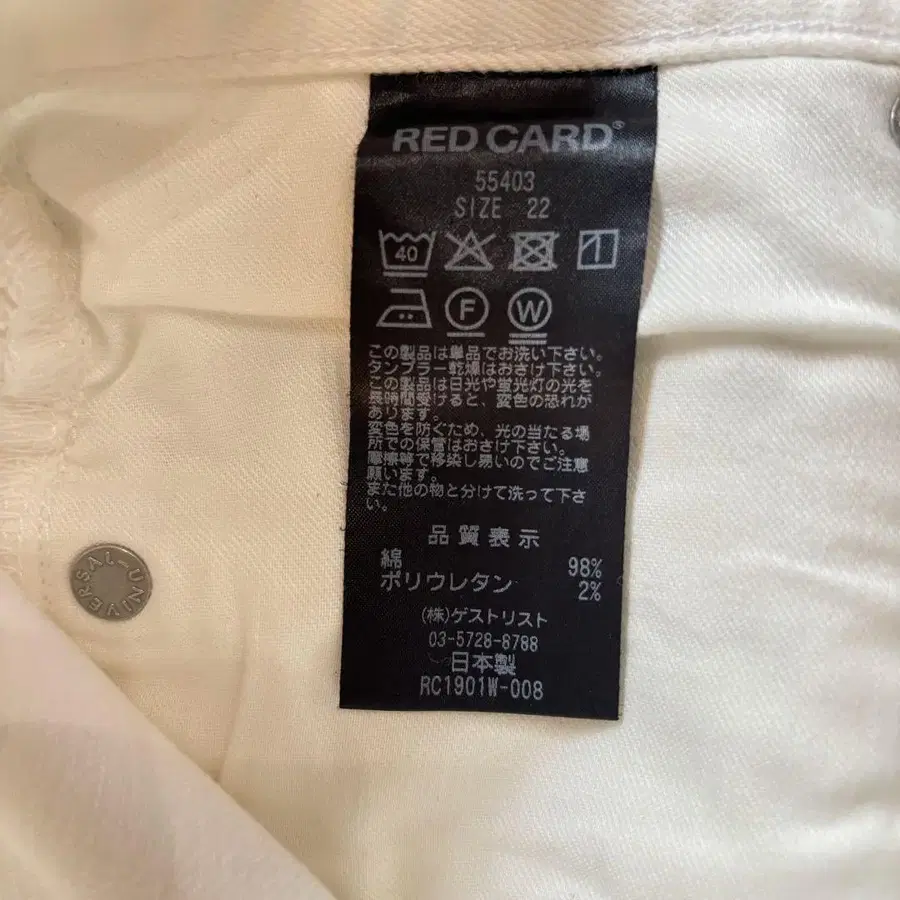 RED CARD®
55403
SIZE 22
40
F W
この製品は単品でお洗い下さい。
タンブラー乾燥はおさけ下さい。
この製品は日光や蛍光灯の光を
長時間受けると、変色の恐れが
あります。
変色を防ぐため、光の当たる場
所での保管はおさけ下さい。
摩擦等で移染し易いのでご注意
願います。
また他の物と分けて洗って下さ
い。
品質表示
綿 98%
ポリウレタン 2%
(株)ゲストリスト
03-5728-8788
日本製
RC1901W-008
UNIVERSAL